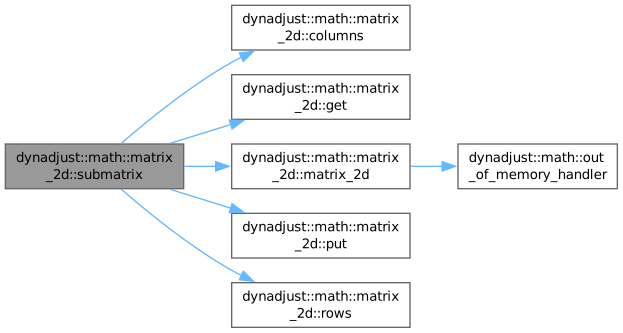 dynadjust::math::matrix
_2d::columns
dynadjust::math::matrix
_2d::get
dynadjust::math::matrix
_2d::submatrix
dynadjust::math::matrix
_2d::matrix_2d
dynadjust::math::out
_of_memory_handler
dynadjust::math::matrix
_2d::put
dynadjust::math::matrix
_2d::rows